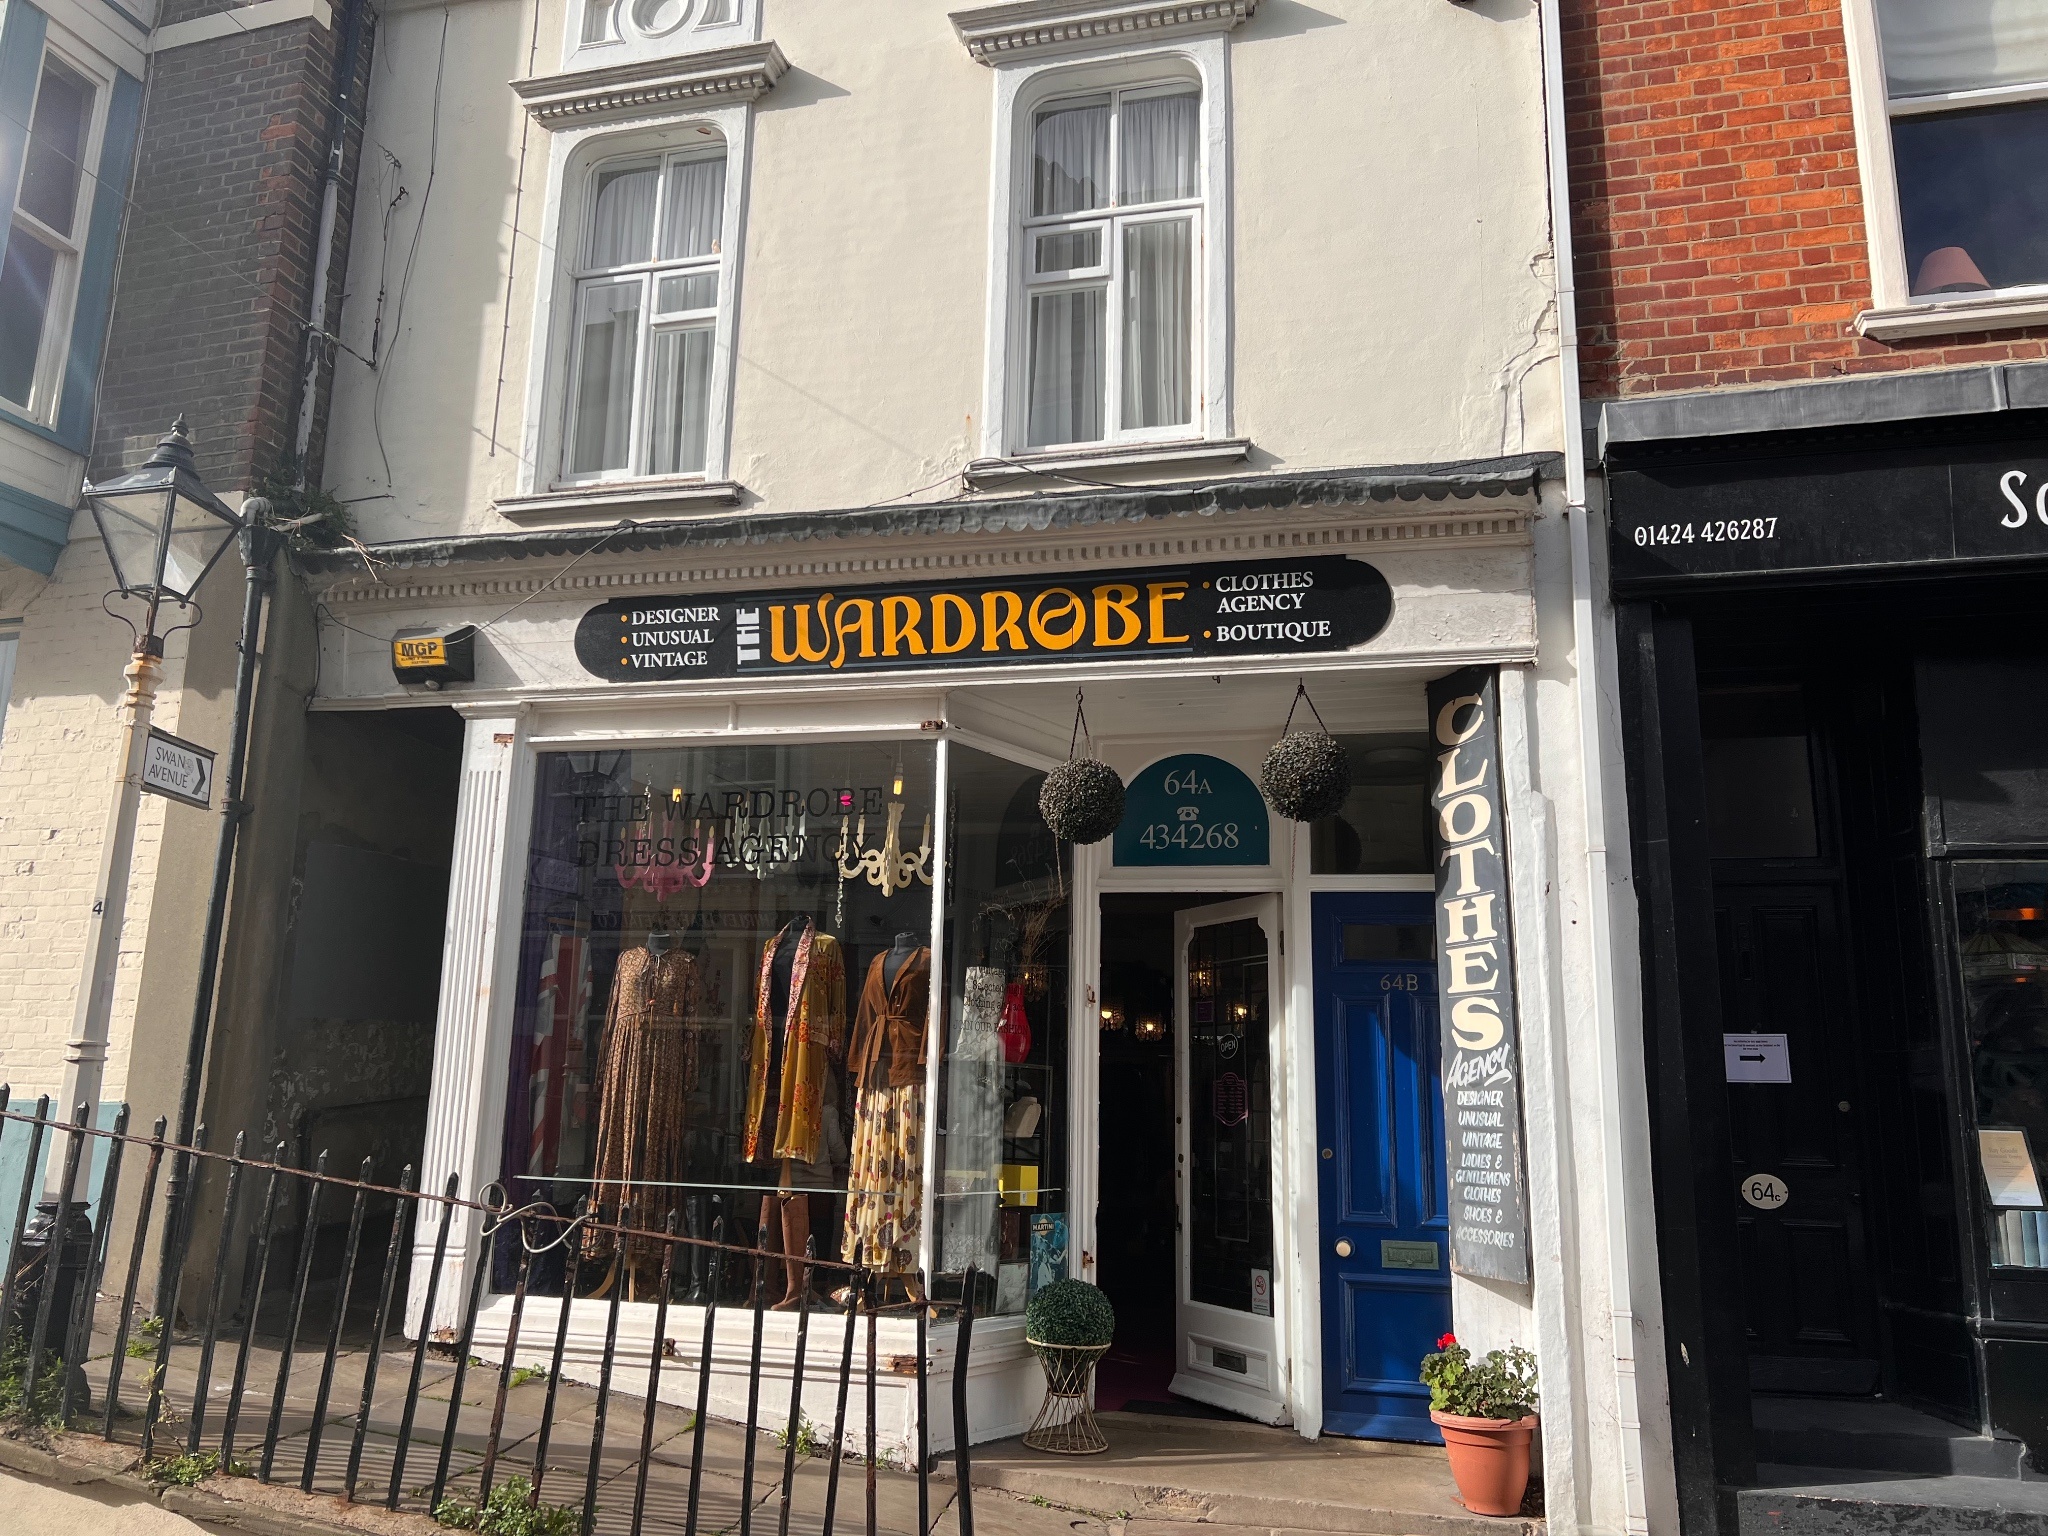 DESIGNER
UNUSUAL
VINTAGE
THE WARDROBE
CLOTHES
AGENCY
BOUTIQUE
01424 426287
MGP
SWAN
AVENUE
4
THE WARDROBE
DRESS AGENCY
64A
434268
64B
OPEN
MARTINI
CLOTHES
AGENCY
DESIGNER
UNUSUAL
VINTAGE
LADIES &
GENTLEMENS
CLOTHES
SHOES &
ACCESSORIES
64c